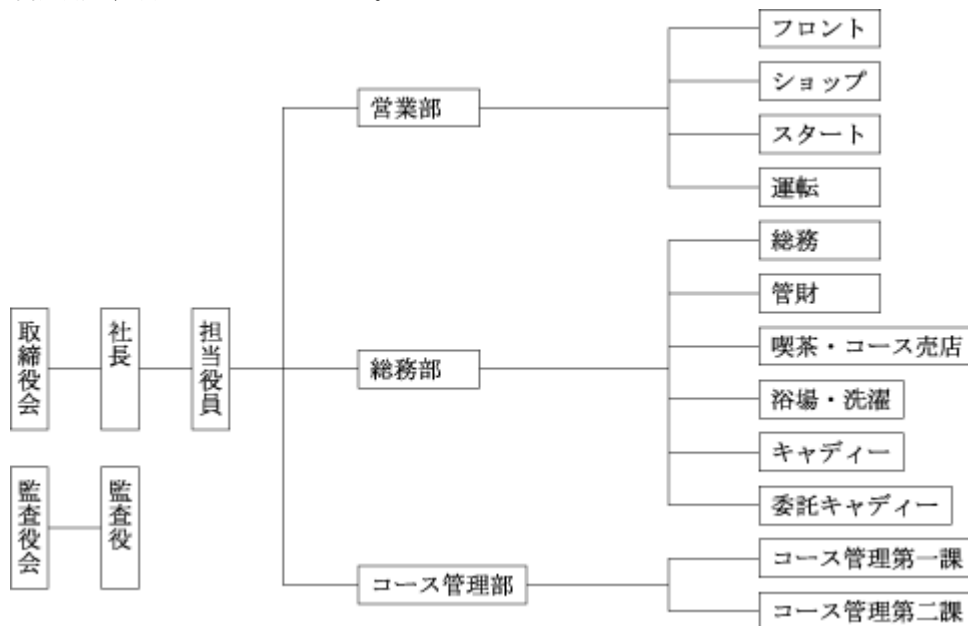 取締役会
社長
担当役員
監査役会
監査役
営業部
フロント
ショップ
スタート
運転
総務部
総務
管財
喫茶・コース売店
浴場・洗濯
キャディー
委託キャディー
コース管理部
コース管理第一課
コース管理第二課